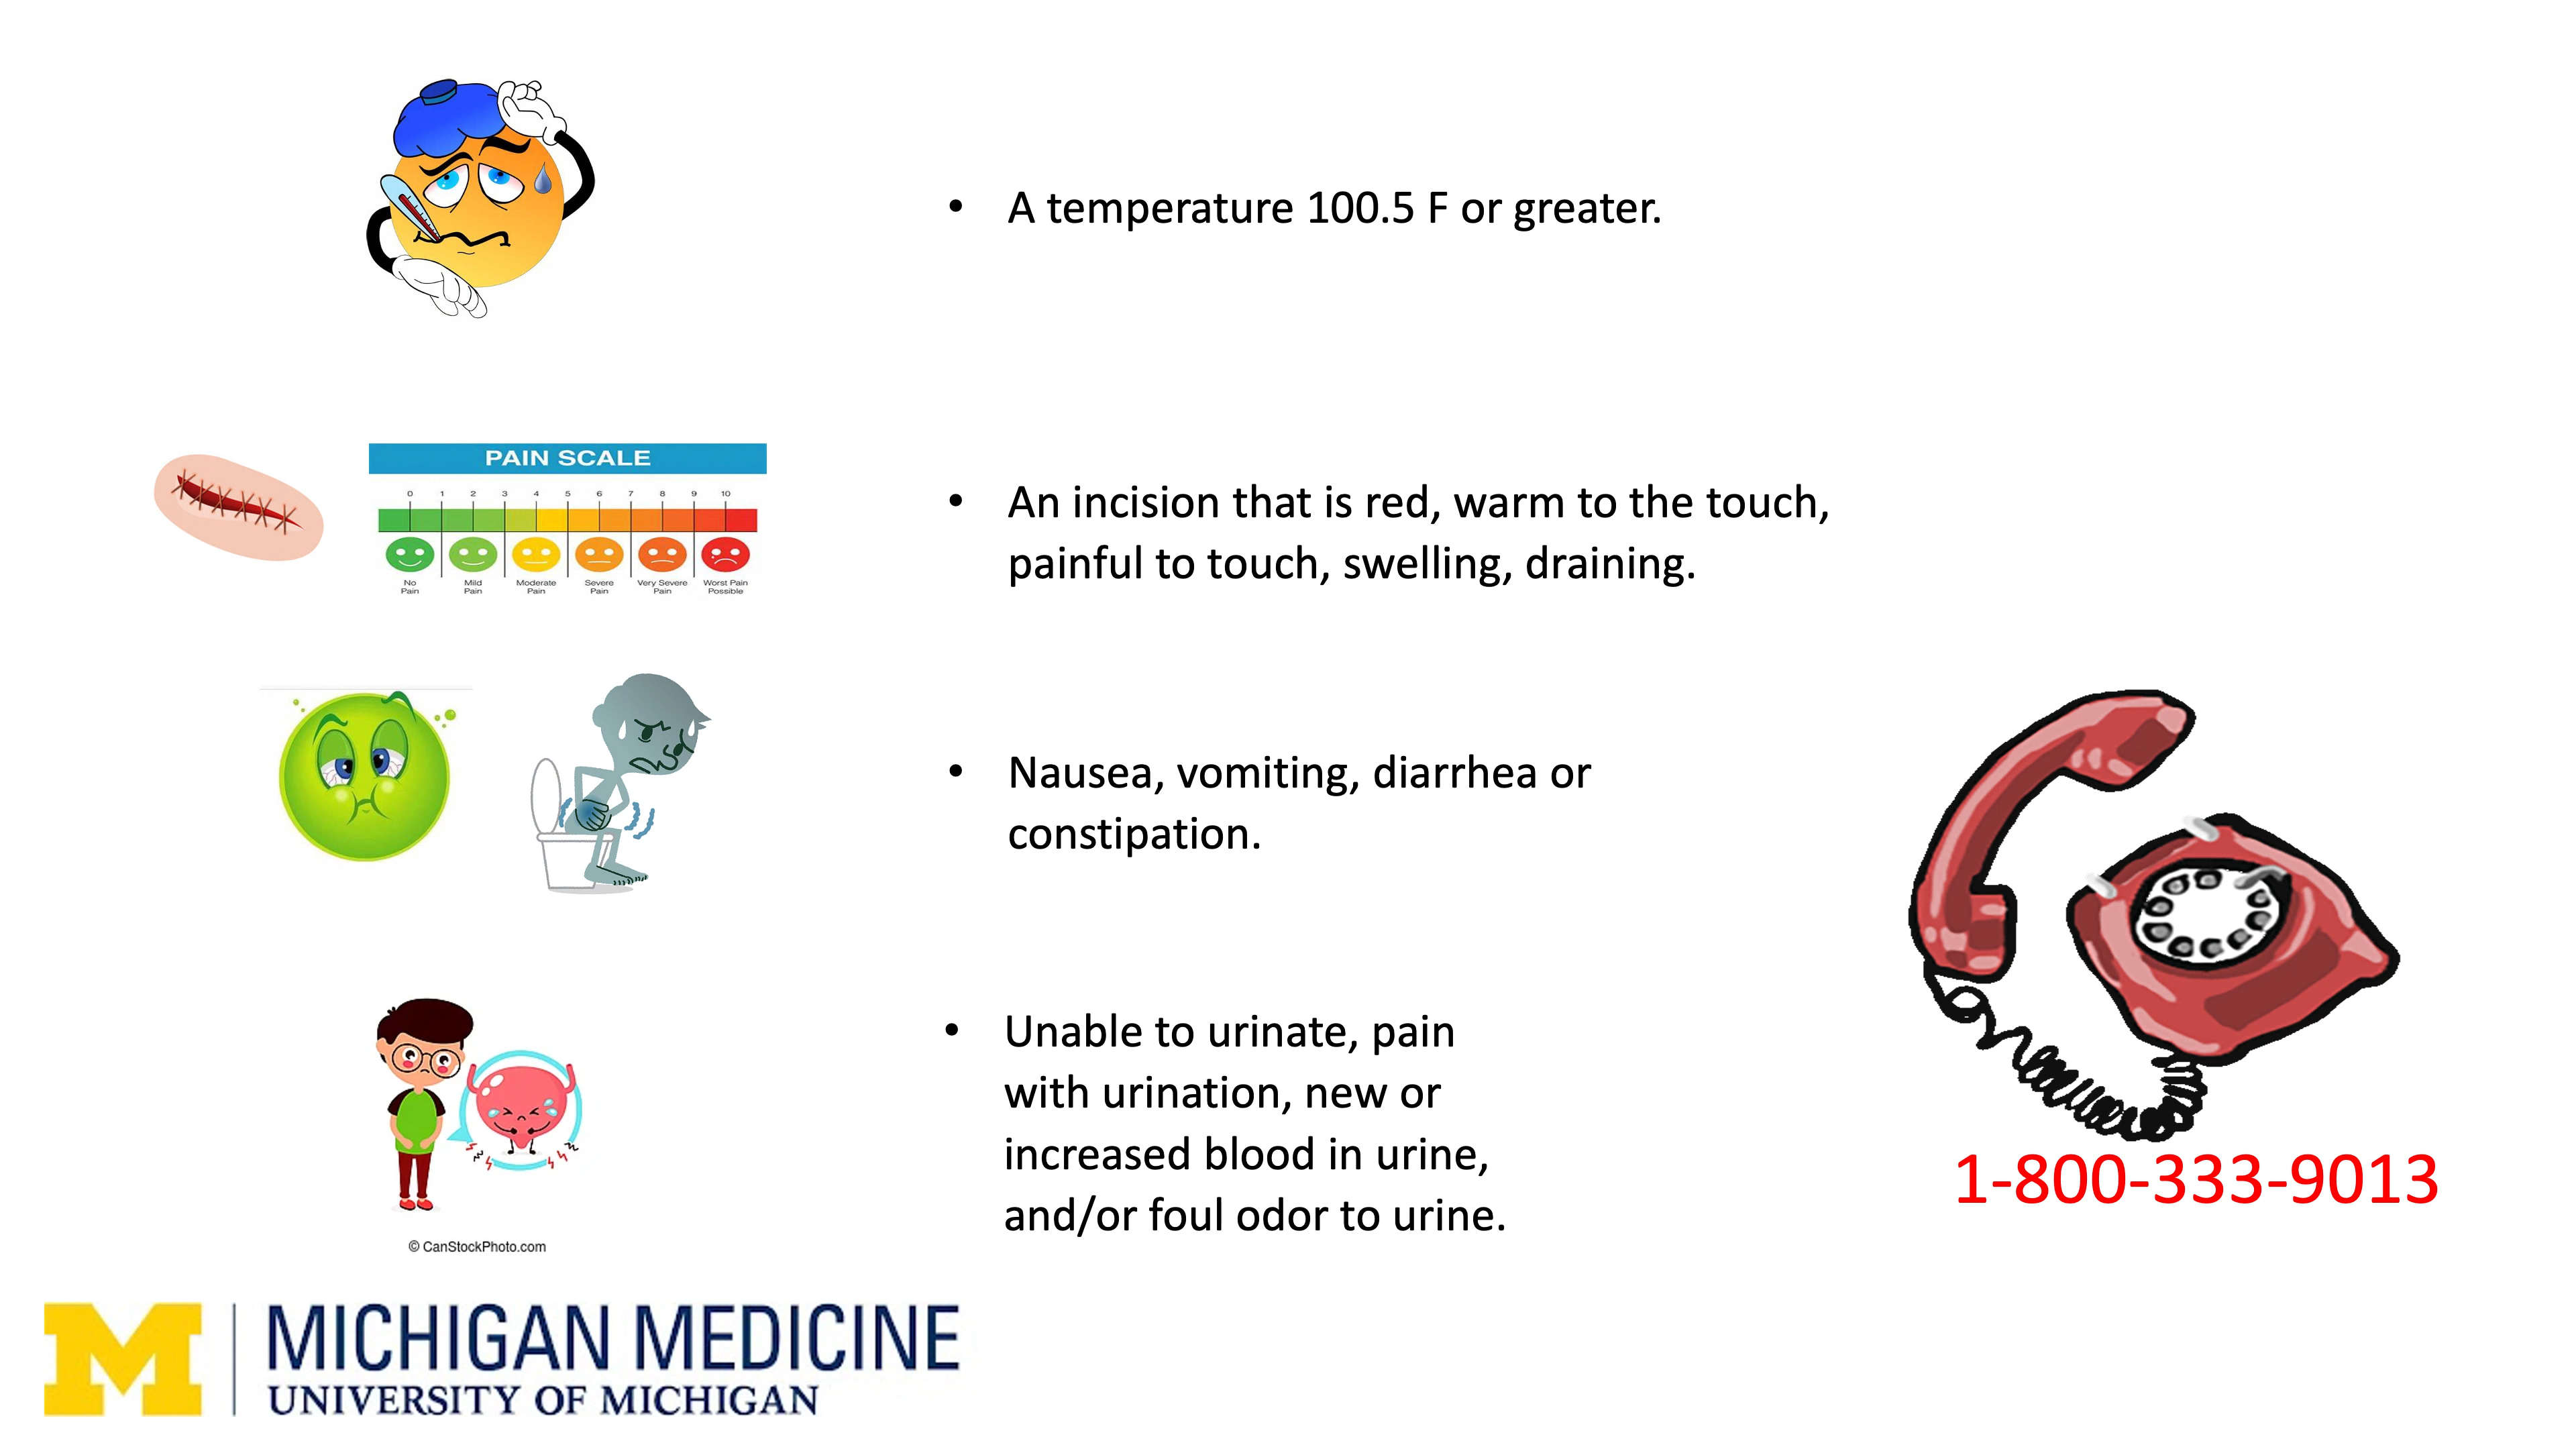 • A temperature 100.5 F or greater.
PAIN SCALE
0 1 2 3 4 5 6 7 8 9 10
No Pain
Mild Pain
Moderate Pain
Severe Pain
Very Severe Pain
Worst Pain Possible
• An incision that is red, warm to the touch,
painful to touch, swelling, draining.
• Nausea, vomiting, diarrhea or
constipation.
• Unable to urinate, pain
with urination, new or
increased blood in urine,
and/or foul odor to urine.
© CanStockPhoto.com
1-800-333-9013
M
MICHIGAN MEDICINE
UNIVERSITY OF MICHIGAN